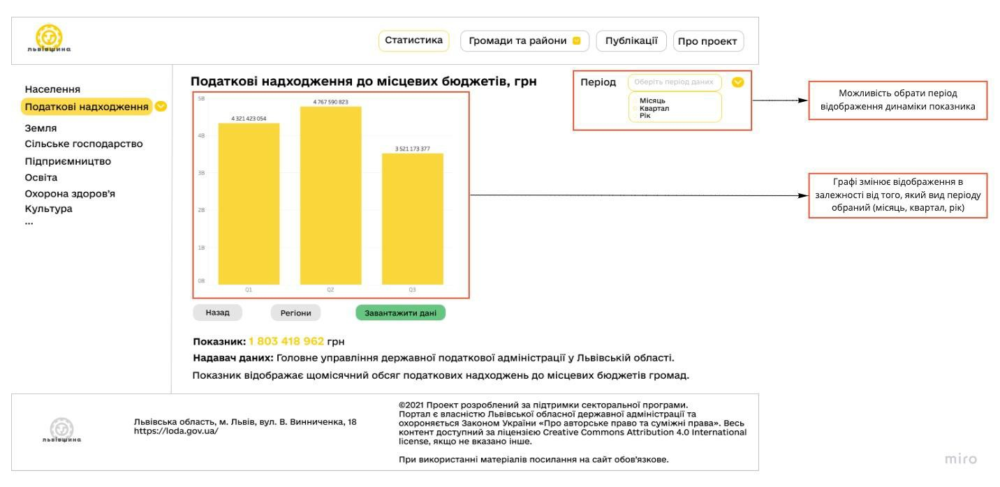 львівщина
Статистика
Громади та райони
Публікації
Про проект
Населення
Податкові надходження
Земля
Сільське господарство
Підприємництво
Освіта
Охорона здоров’я
Культура
...
Податкові надходження до місцевих бюджетів, грн
Період
Оберіть період даних
Місяць
Квартал
Рік
Можливість обрати період
відображення динаміки показника
5B
4B
3B
2B
1B
0B
4 321 423 054
4 767 590 823
3 521 173 377
Q1
Q2
Q3
Графі змінює відображення в
залежності від того, який вид періоду
обраний (місяць, квартал, рік)
Назад
Регіони
Завантажити дані
Показник: 1 803 418 962 грн
Надавач даних: Головне управління державної податкової адміністрації у Львівській області.
Показник відображає щомісячний обсяг податкових надходжень до місцевих бюджетів громад.
львівщина
Львівська область, м. Львів, вул. В. Винниченка, 18
https://loda.gov.ua/
©2021 Проект розроблений за підтримки секторальної програми.
Портал є власністю Львівської обласної державної адміністрації та
охороняється Законом України «Про авторське право та суміжні права». Весь
контент доступний за ліцензією Creative Commons Attribution 4.0 International
license, якщо не вказано інше.
При використанні матеріалів посилання на сайт обов’язкове.
miro